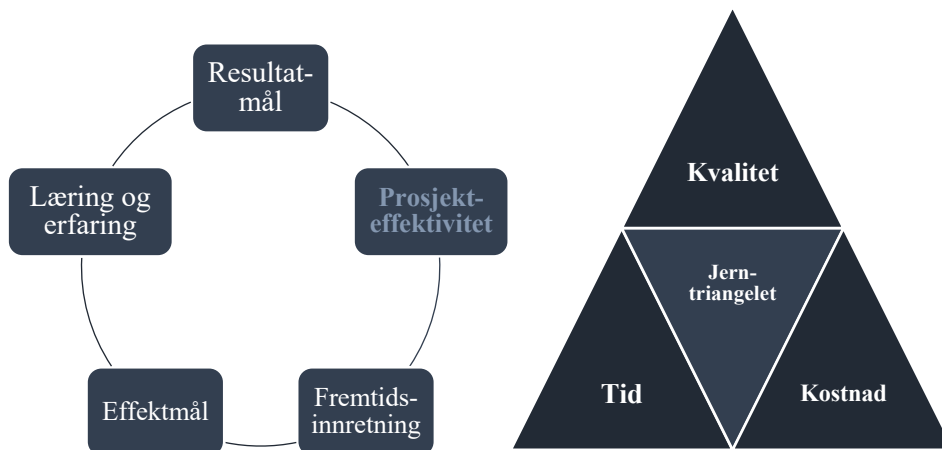 Resultat-
mål
Prosjekt-
effektivitet
Fremtids-
innretning
Effektmål
Læring og
erfaring
Kvalitet
Jern-
triangelet
Tid
Kostnad